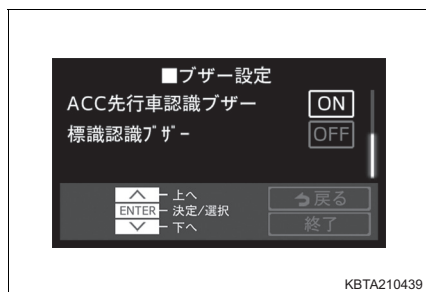 ■ブザー設定
ACC先行車認識ブザー ON
標識認識ブザー OFF
上へ
ENTER 決定/選択
下へ
戻る
終了
KBTA210439